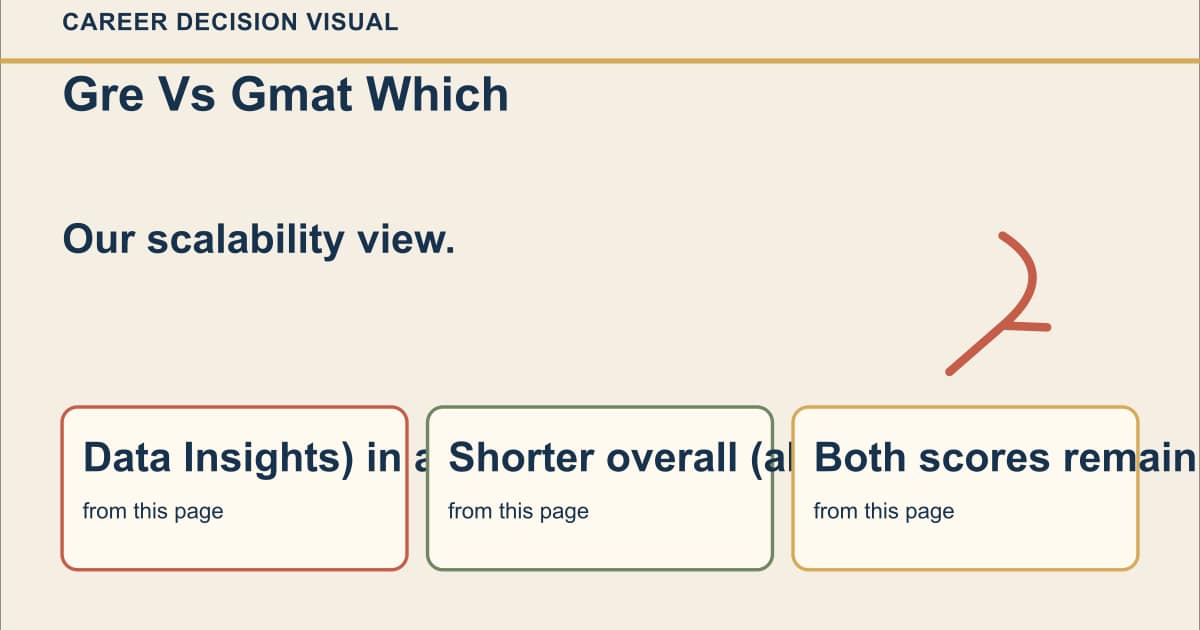 CAREER DECISION VISUAL
Gre Vs Gmat Which
Our scalability view.
Data Insights) in a
Shorter overall (al
Both scores remain
from this page
from this page
from this page